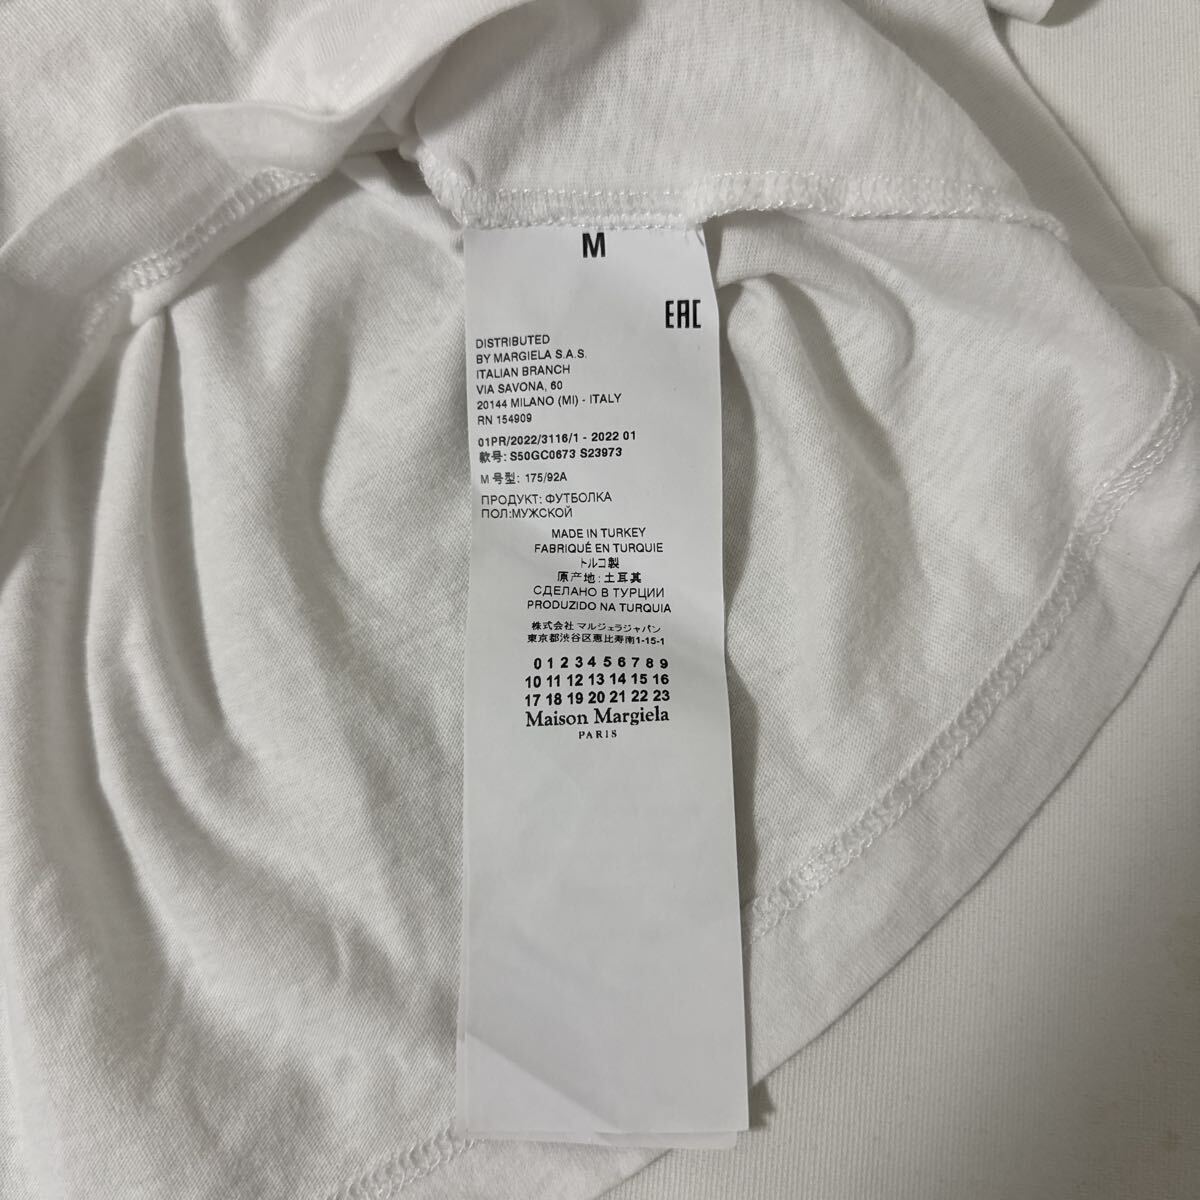 M
EAC
DISTRIBUTED
BY MARGIELA S.A.S.
ITALIAN BRANCH
VIA SAVONA, 60
20144 MILANO (MI) - ITALY
RN 154909
01PR/2022/3116/1 - 2022 01
款号: S50GC0673 S23973
M 号型: 175/92A
ПРОДУКТ: ФУТБОЛКА
ПОЛ:МУЖСКОЙ
MADE IN TURKEY
FABRIQUÉ EN TURQUIE
トルコ製
原产地: 土耳其
СДЕЛАНО В ТУРЦИИ
PRODUZIDO NA TURQUIA
株式会社 マルジェラジャパン
東京都渋谷区恵比寿南1-15-1
0 1 2 3 4 5 6 7 8 9
10 11 12 13 14 15 16
17 18 19 20 21 22 23
Maison Margiela
PARIS